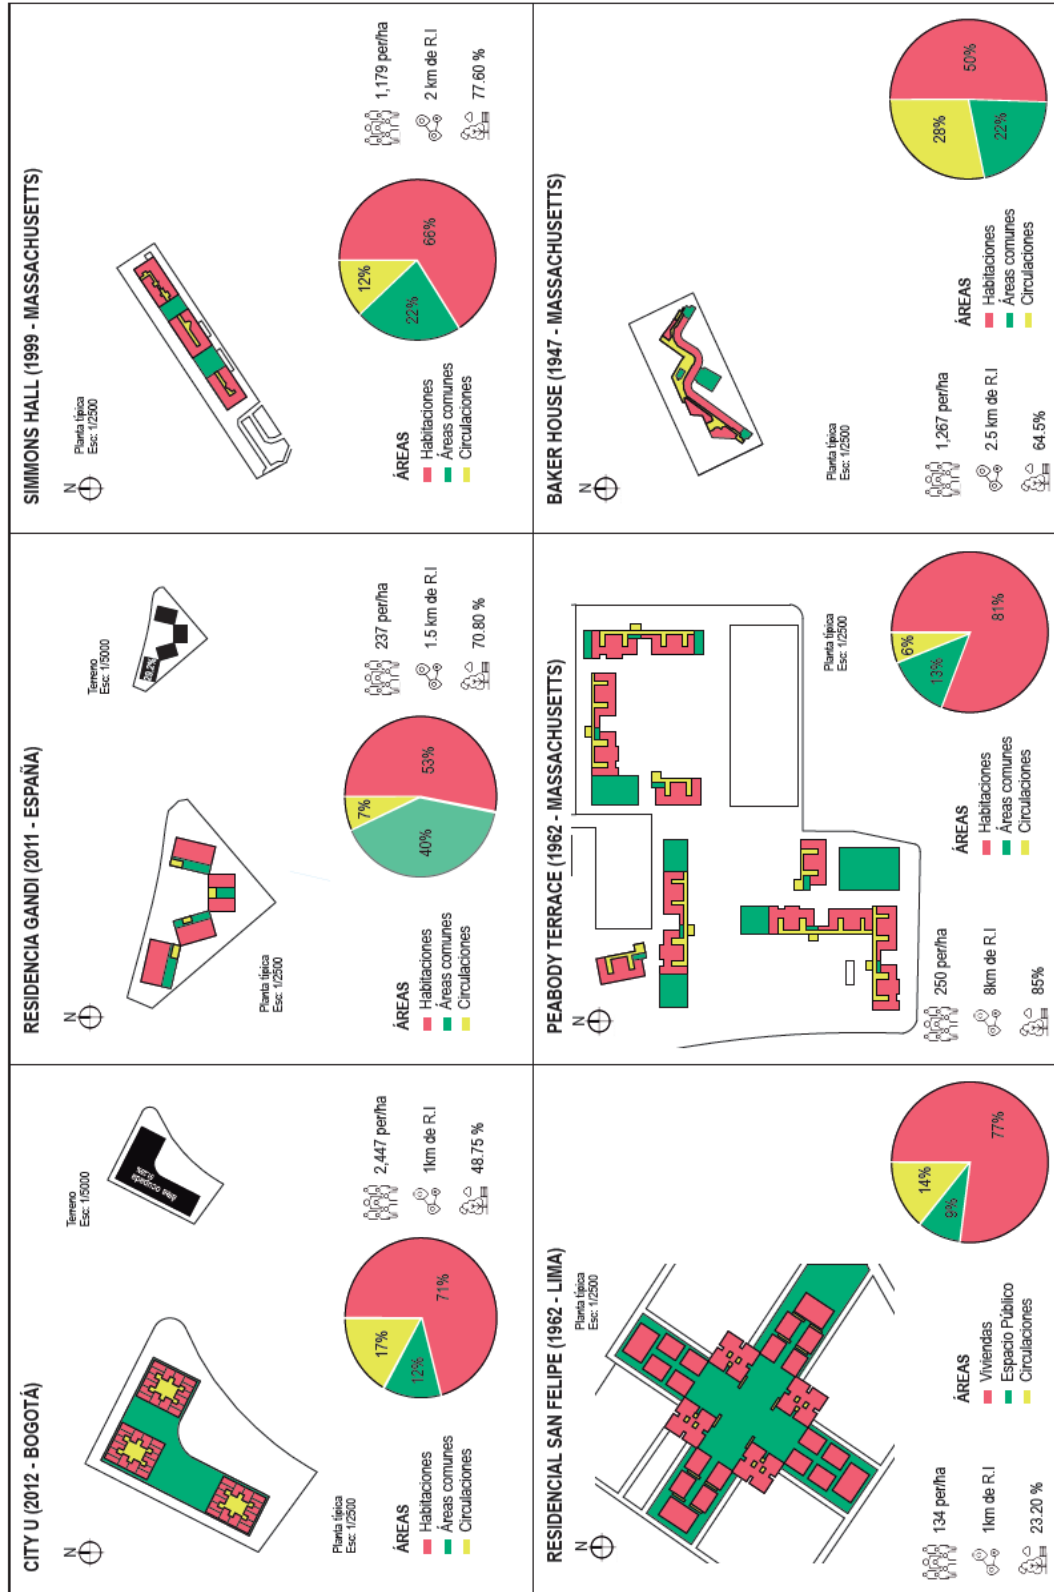 CITY U (2012 - BOGOTÁ)
N
Planta típica
Esc: 1/2500
Terreno
Esc: 1/5000
Área ocupada
ÁREAS
Habitaciones
Áreas comunes
Circulaciones
17%
12%
71%
2,447 per/ha
1km de R.I
48.75 %
RESIDENCIA GANDI (2011 - ESPAÑA)
N
Planta típica
Esc: 1/2500
Terreno
Esc: 1/5000
ÁREAS
Habitaciones
Áreas comunes
Circulaciones
7%
40%
53%
237 per/ha
1.5 km de R.I
70.80 %
SIMMONS HALL (1999 - MASSACHUSETTS)
N
Planta típica
Esc: 1/2500
ÁREAS
Habitaciones
Áreas comunes
Circulaciones
12%
22%
66%
1,179 per/ha
2 km de R.I
77.60 %
RESIDENCIAL SAN FELIPE (1962 - LIMA)
N
Planta típica
Esc: 1/2500
134 per/ha
1km de R.I
23.20 %
ÁREAS
Viviendas
Espacio Público
Circulaciones
14%
9%
77%
PEABODY TERRACE (1962 - MASSACHUSETTS)
N
Planta típica
Esc: 1/2500
250 per/ha
8km de R.I
85%
ÁREAS
Habitaciones
Áreas comunes
Circulaciones
6%
13%
81%
BAKER HOUSE (1947 - MASSACHUSETTS)
N
Planta típica
Esc: 1/2500
1,267 per/ha
2.5 km de R.I
64.5%
ÁREAS
Habitaciones
Áreas comunes
Circulaciones
28%
22%
50%